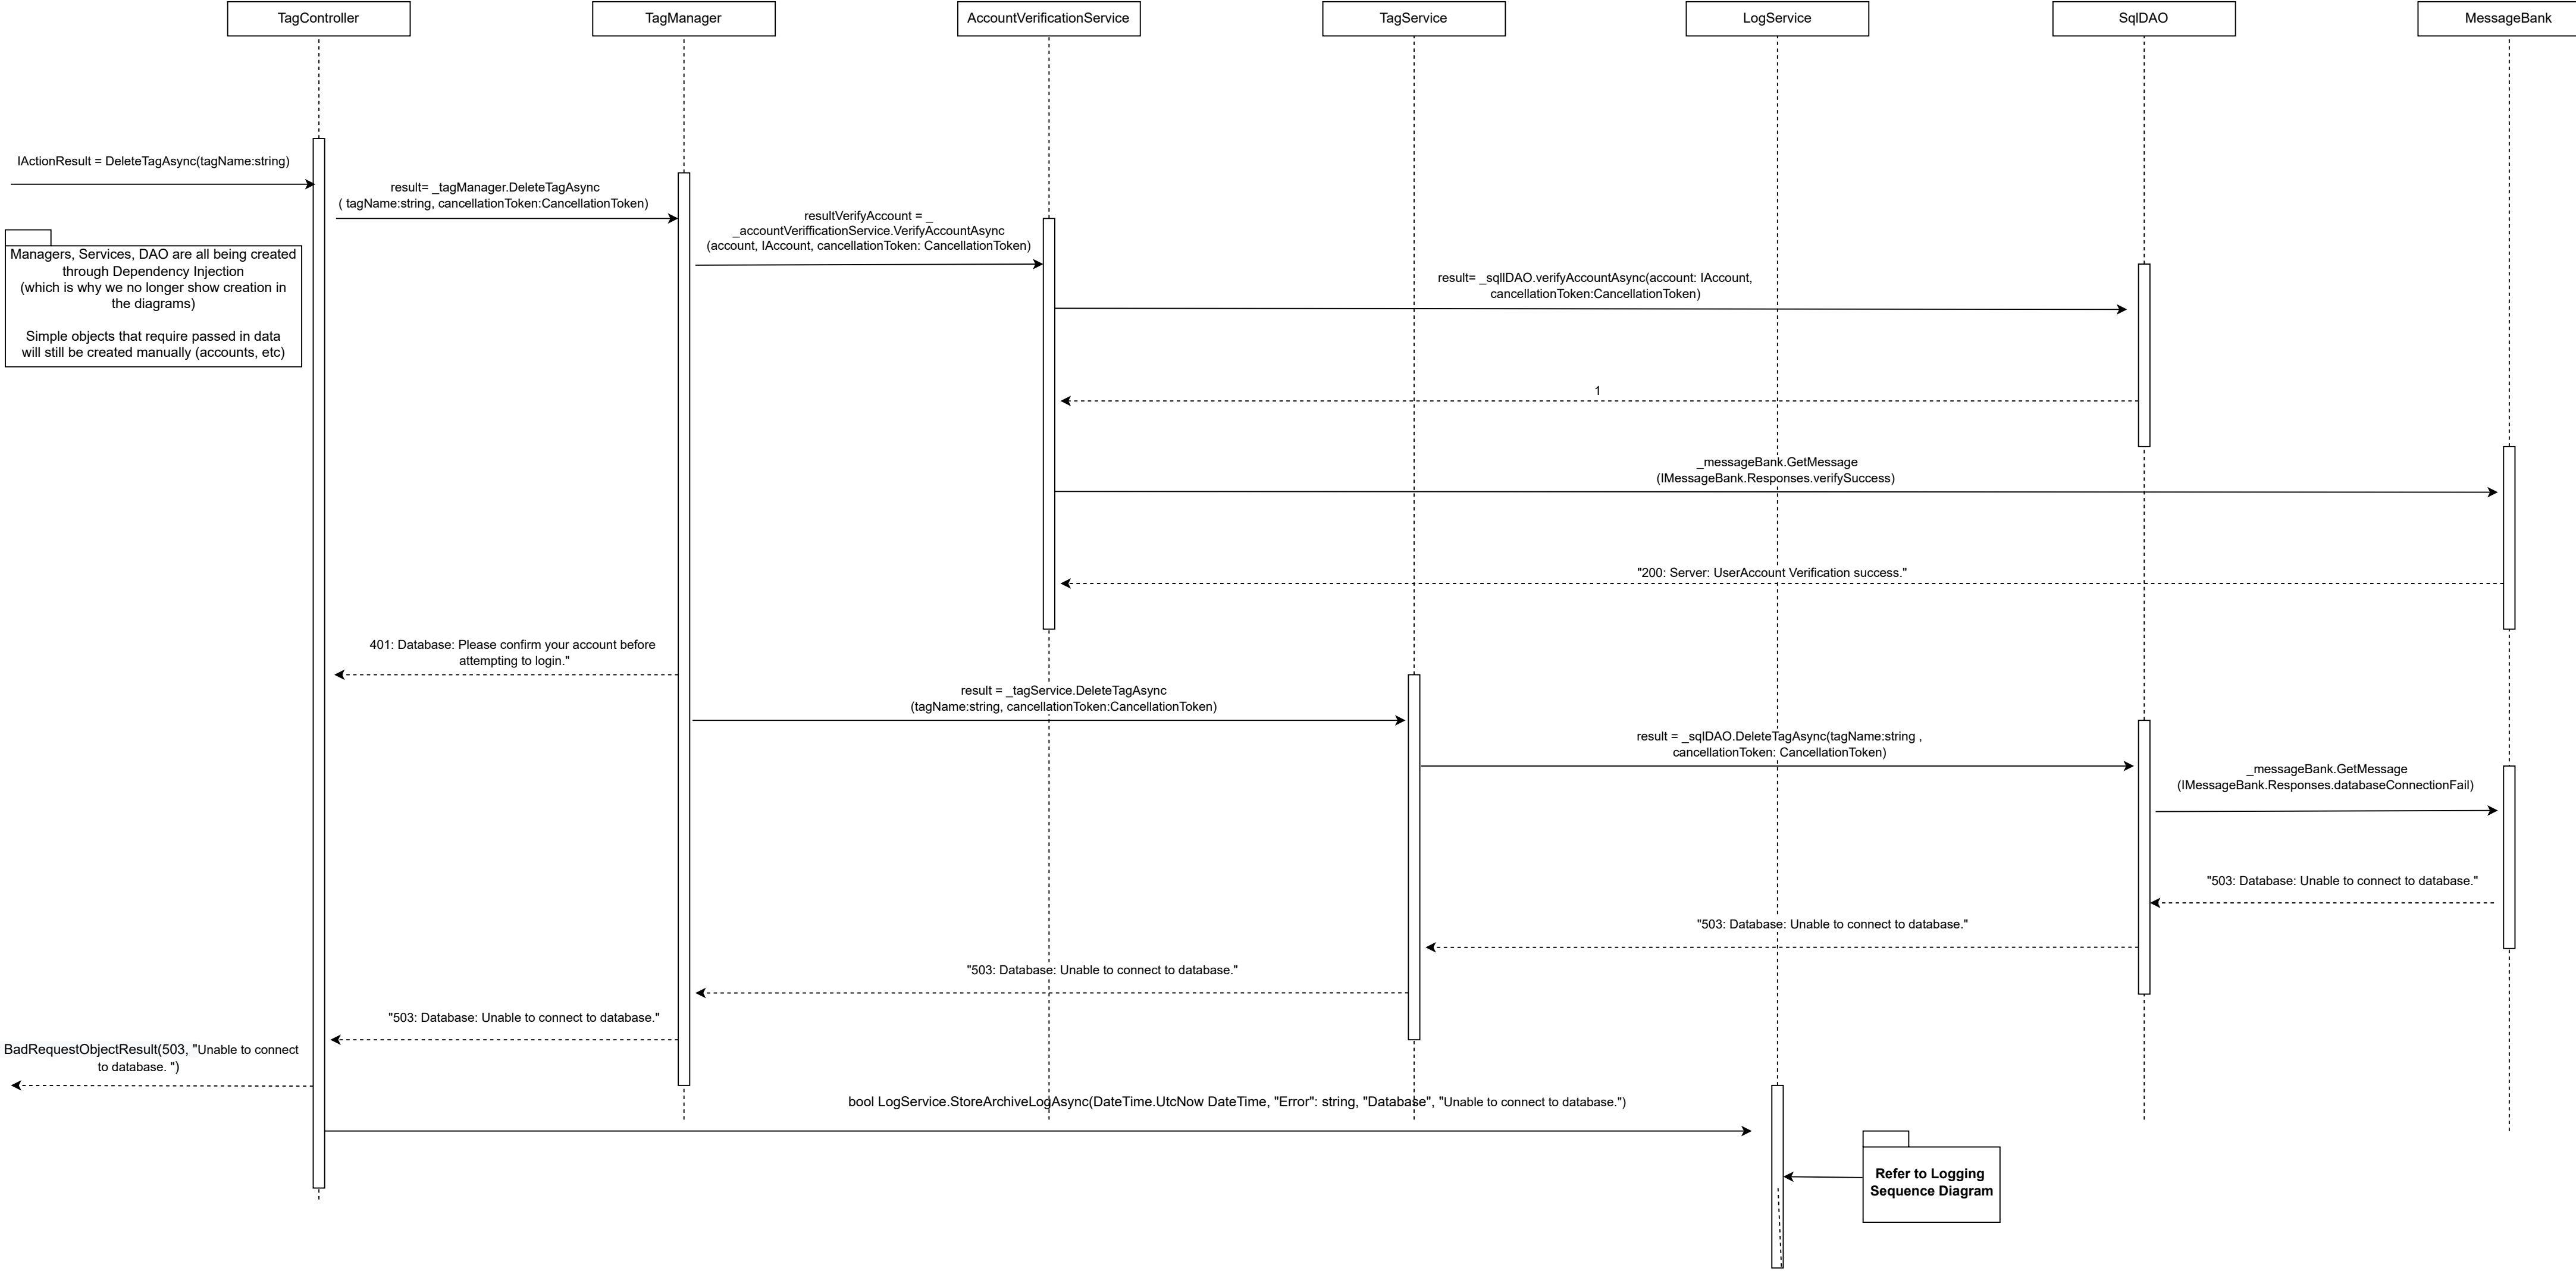 TagController
TagManager
AccountVerificationService
TagService
LogService
SqlDAO
MessageBank
IActionResult = DeleteTagAsync(tagName:string)
result= _tagManager.DeleteTagAsync
( tagName:string, cancellationToken:CancellationToken)
resultVerifyAccount = _
_accountVerifficationService.VerifyAccountAsync
(account, IAccount, cancellationToken: CancellationToken)
Managers, Services, DAO are all being created
through Dependency Injection
(which is why we no longer show creation in
the diagrams)
Simple objects that require passed in data
will still be created manually (accounts, etc)
result= _sqllDAO.verifyAccountAsync(account: IAccount,
cancellationToken:CancellationToken)
1
_messageBank.GetMessage
(IMessageBank.Responses.verifySuccess)
"200: Server: UserAccount Verification success."
401: Database: Please confirm your account before
attempting to login."
result = _tagService.DeleteTagAsync
(tagName:string, cancellationToken:CancellationToken)
result = _sqlDAO.DeleteTagAsync(tagName:string ,
cancellationToken: CancellationToken)
_messageBank.GetMessage
(IMessageBank.Responses.databaseConnectionFail)
"503: Database: Unable to connect to database."
"503: Database: Unable to connect to database."
"503: Database: Unable to connect to database."
"503: Database: Unable to connect to database."
BadRequestObjectResult(503, "Unable to connect
to database. ")
bool LogService.StoreArchiveLogAsync(DateTime.UtcNow DateTime, "Error": string, "Database", "Unable to connect to database.")
Refer to Logging
Sequence Diagram